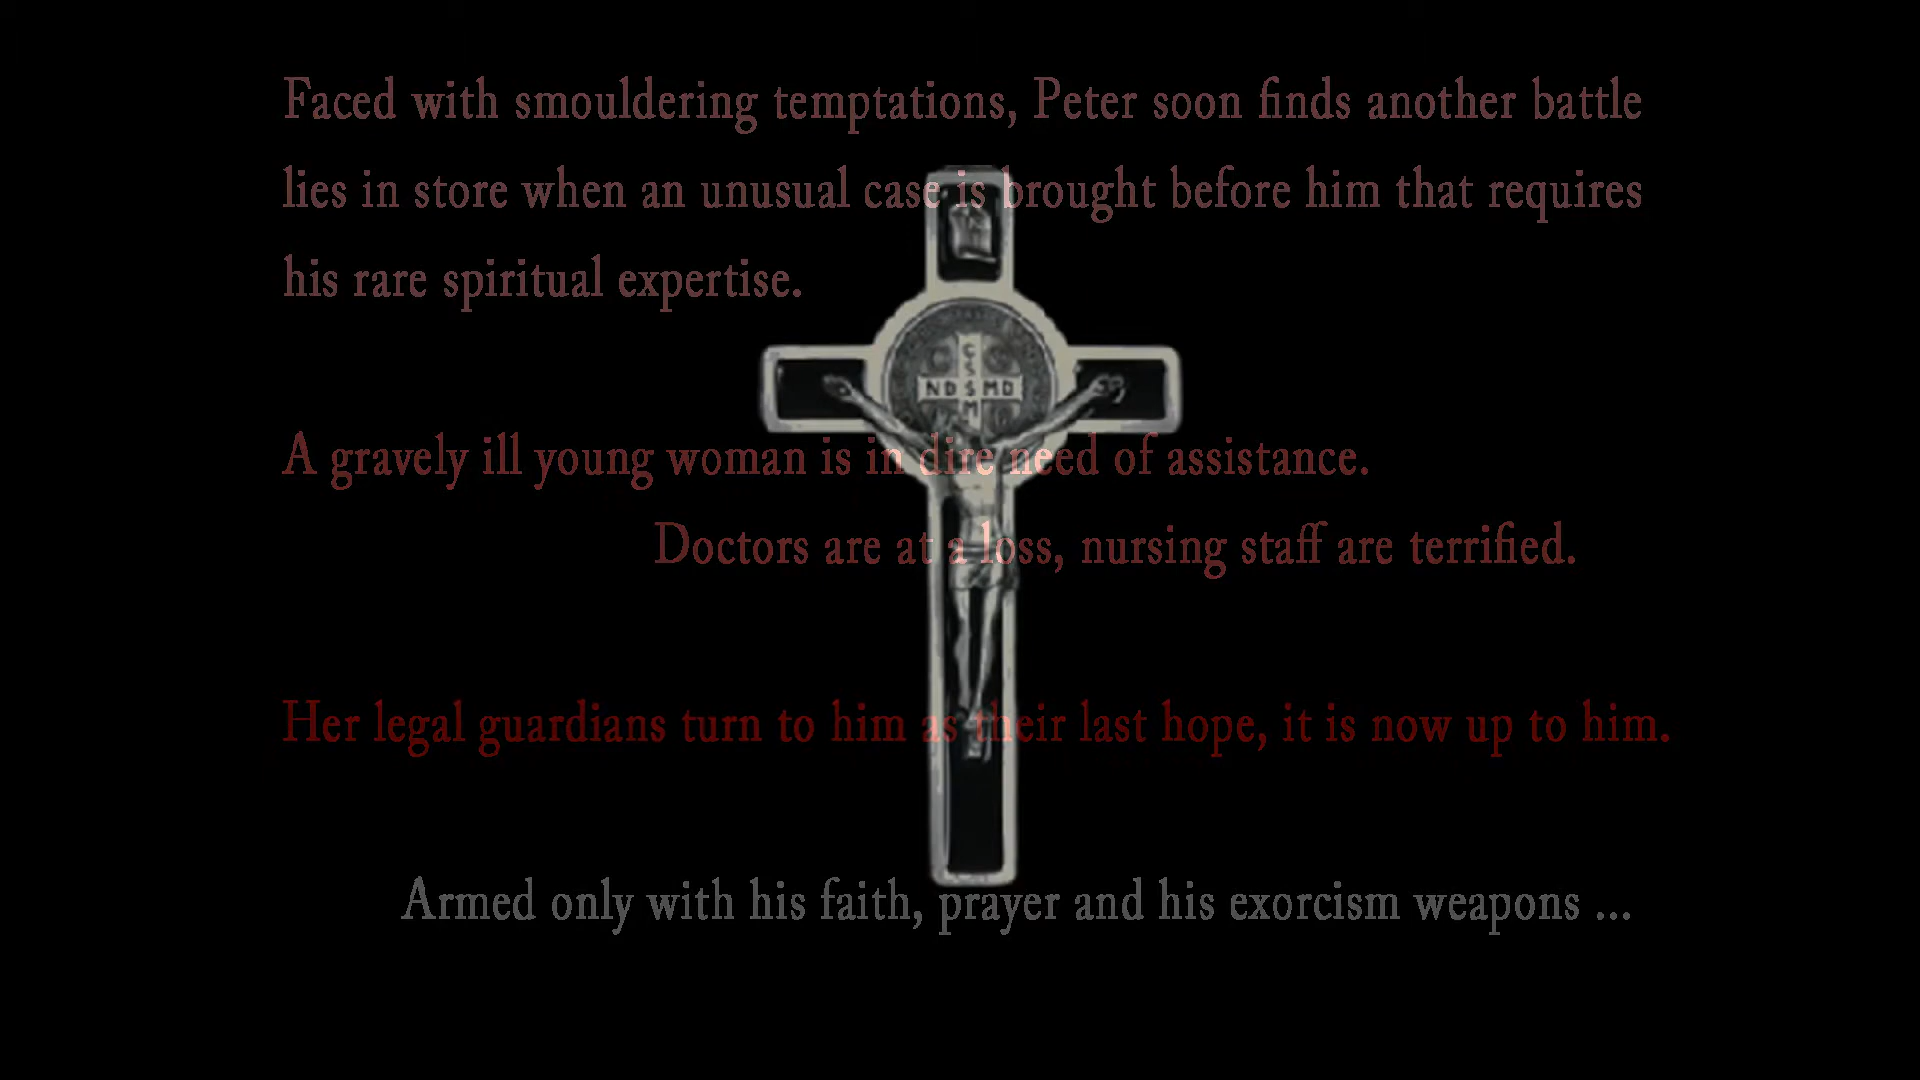 Faced with smouldering temptations, Peter soon finds another battle
lies in store when an unusual case is brought before him that requires
his rare spiritual expertise.
C
S
ND S MD
M
A gravely ill young woman is in dire need of assistance.
Doctors are at a loss, nursing staff are terrified.
Her legal guardians turn to him as their last hope, it is now up to him.
Armed only with his faith, prayer and his exorcism weapons ...